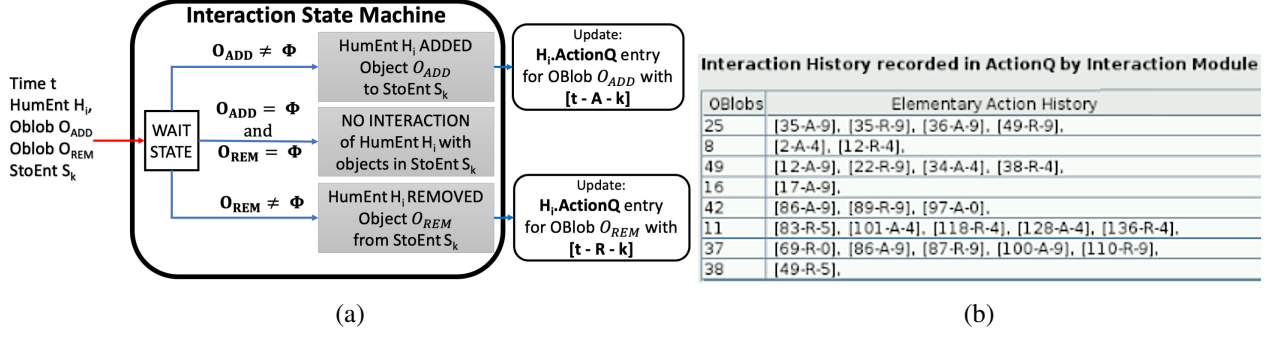 Interaction State Machine
Time t
HumEnt Hi,
Oblob OADD
Oblob OREM
StoEnt Sk
WAIT
STATE
OADD ≠ Φ
OADD = Φ
and
OREM = Φ
OREM ≠ Φ
HumEnt Hi ADDED
Object OADD
to StoEnt Sk
NO INTERACTION
of HumEnt Hi with
objects in StoEnt Sk
HumEnt Hi REMOVED
Object OREM
from StoEnt Sk
Update:
Hi.ActionQ entry
for OBlob OADD with
[t - A - k]
Update:
Hi.ActionQ entry
for OBlob OREM with
[t - R - k]
(a)
Interaction History recorded in ActionQ by Interaction Module
OBlobs Elementary Action History
25 [35-A-9], [35-R-9], [36-A-9], [49-R-9],
8 [2-A-4], [12-R-4],
49 [12-A-9], [22-R-9], [34-A-4], [38-R-4],
16 [17-A-9],
42 [86-A-9], [89-R-9], [97-A-0],
11 [83-R-5], [101-A-4], [118-R-4], [128-A-4], [136-R-4],
37 [69-R-0], [86-A-9], [87-R-9], [100-A-9], [110-R-9],
38 [49-R-5],
(b)